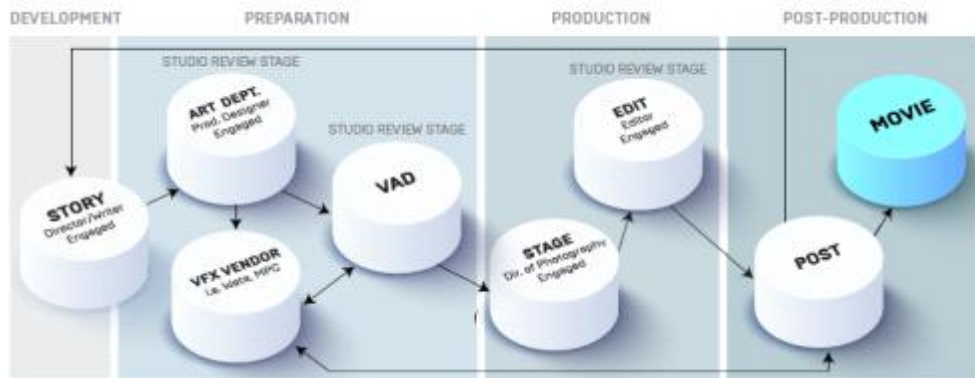 DEVELOPMENT
PREPARATION
PRODUCTION
POST-PRODUCTION
STUDIO REVIEW STAGE
ART DEPT.
Prod. Designer
Engaged
STUDIO REVIEW STAGE
VAD
STORY
Director/Writer
Engaged
VFX VENDOR
i.e. Weta, MPC
STUDIO REVIEW STAGE
EDIT
Editor
Engaged
STAGE
Dir. of Photography
Engaged
POST
MOVIE